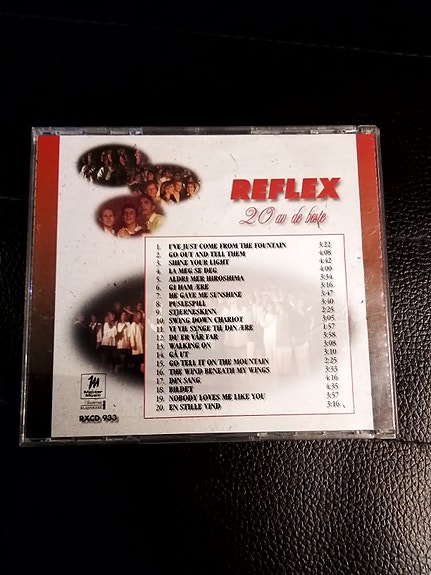 REFLEX
20 av de beste
1. I'VE JUST COME FROM THE FOUNTAIN 3:22
2. GO OUT AND TELL THEM 4:08
3. SHINE YOUR LIGHT 4:42
4. LA MEG SE DEG 4:00
5. ALDRI MER HIROSHIMA 3:34
6. GI HAM ÆRE 3:16
7. HE GAVE ME SUNSHINE 3:47
8. PUSLESPILL 3:40
9. STJERNESKINN 2:25
10. SWING DOWN CHARIOT 3:05
11. VI VIL SYNGE TIL DIN ÆRE 1:57
12. DU ER VÅR FAR 3:58
13. WALKING ON 3:08
14. GÅ UT 3:10
15. GO TELL IT ON THE MOUNTAIN 2:25
16. THE WIND BENEATH MY WINGS 3:33
17. DIN SANG 4:16
18. BILDET 4:35
19. NOBODY LOVES ME LIKE YOU 3:57
20. EN STILLE VIND 3:16
RXCD 933